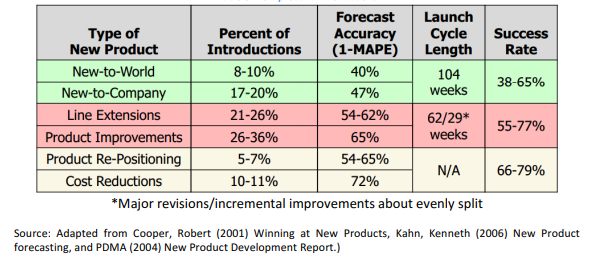 Type of New Product Percent of Introductions Forecast Accuracy (1-MAPE) Launch Cycle Length Success Rate
New-to-World 8-10% 40% 104 weeks 38-65%
New-to-Company 17-20% 47%
Line Extensions 21-26% 54-62% 62/29* weeks 55-77%
Product Improvements 26-36% 65%
Product Re-Positioning 5-7% 54-65% N/A 66-79%
Cost Reductions 10-11% 72%
*Major revisions/incremental improvements about evenly split
Source: Adapted from Cooper, Robert (2001) Winning at New Products, Kahn, Kenneth (2006) New Product
forecasting, and PDMA (2004) New Product Development Report.)